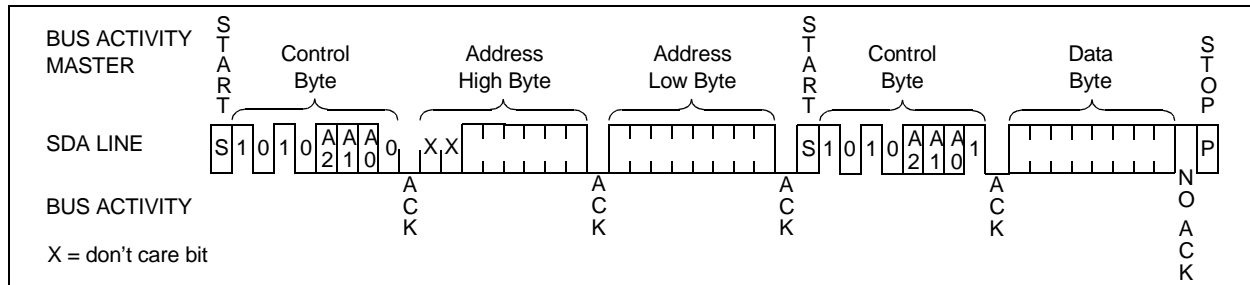 BUS ACTIVITY
MASTER
START
Control
Byte
Address
High Byte
Address
Low Byte
START
Control
Byte
Data
Byte
STOP
SDA LINE
S 1 0 1 0 A2 A1 A0 0 X X S 1 0 1 0 A2 A1 A0 1 P
BUS ACTIVITY
ACK
ACK
ACK
ACK
NO ACK
X = don't care bit